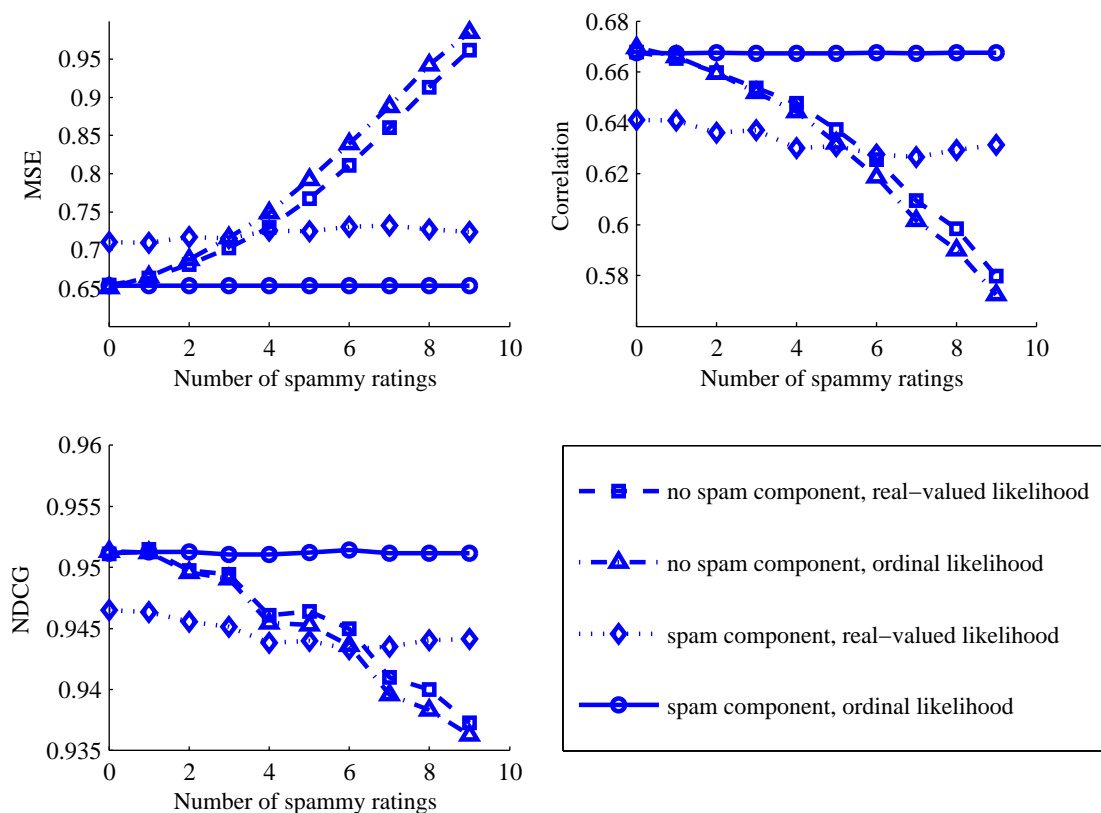 0.95
0.9
0.85
0.8
0.75
0.7
0.65
MSE
0 2 4 6 8 10
Number of spammy ratings
0.68
0.66
0.64
0.62
0.6
0.58
Correlation
0 2 4 6 8 10
Number of spammy ratings
0.96
0.955
0.95
0.945
0.94
0.935
NDCG
0 2 4 6 8 10
Number of spammy ratings
no spam component, real−valued likelihood
no spam component, ordinal likelihood
spam component, real−valued likelihood
spam component, ordinal likelihood